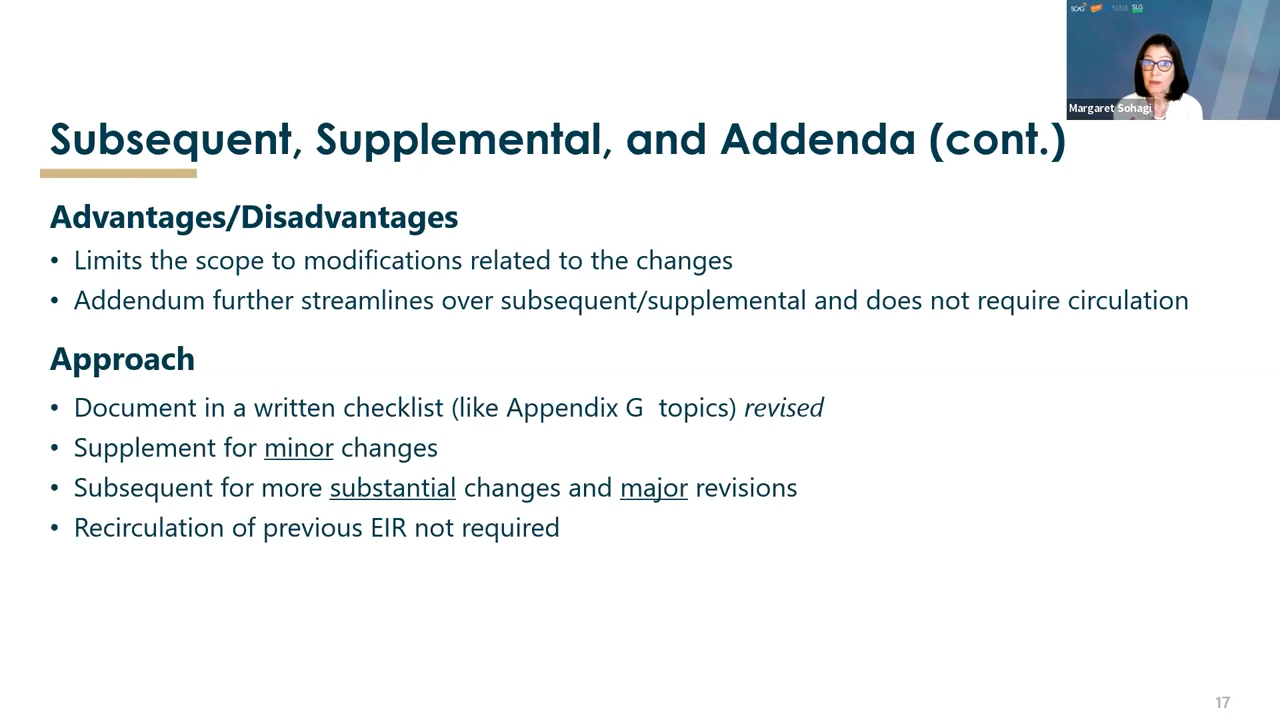 SCAG
SLG
Margaret Sohagi
Subsequent, Supplemental, and Addenda (cont.)
Advantages/Disadvantages
• Limits the scope to modifications related to the changes
• Addendum further streamlines over subsequent/supplemental and does not require circulation
Approach
• Document in a written checklist (like Appendix G topics) revised
• Supplement for minor changes
• Subsequent for more substantial changes and major revisions
• Recirculation of previous EIR not required
17